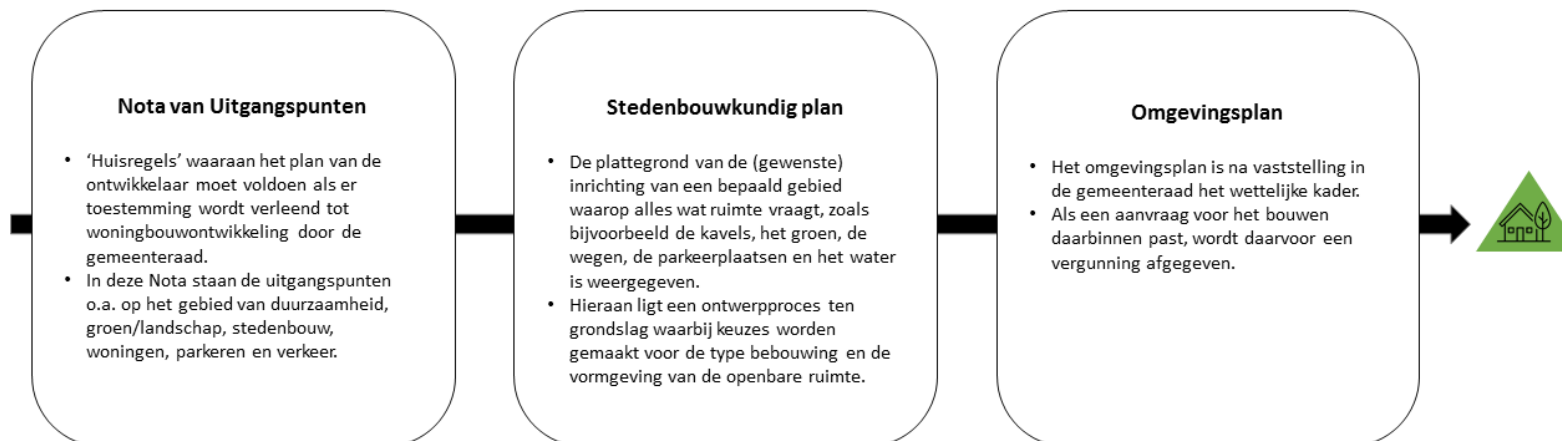 Nota van Uitgangspunten
• ‘Huisregels’ waaraan het plan van de
ontwikkelaar moet voldoen als er
toestemming wordt verleend tot
woningbouwontwikkeling door de
gemeenteraad.
• In deze Nota staan de uitgangspunten
o.a. op het gebied van duurzaamheid,
groen/landschap, stedenbouw,
woningen, parkeren en verkeer.
Stedenbouwkundig plan
• De plattegrond van de (gewenste)
inrichting van een bepaald gebied
waarop alles wat ruimte vraagt, zoals
bijvoorbeeld de kavels, het groen, de
wegen, de parkeerplaatsen en het water
is weergegeven.
• Hieraan ligt een ontwerpproces ten
grondslag waarbij keuzes worden
gemaakt voor de type bebouwing en de
vormgeving van de openbare ruimte.
Omgevingsplan
• Het omgevingsplan is na vaststelling in
de gemeenteraad het wettelijke kader.
• Als een aanvraag voor het bouwen
daarbinnen past, wordt daarvoor een
vergunning afgegeven.